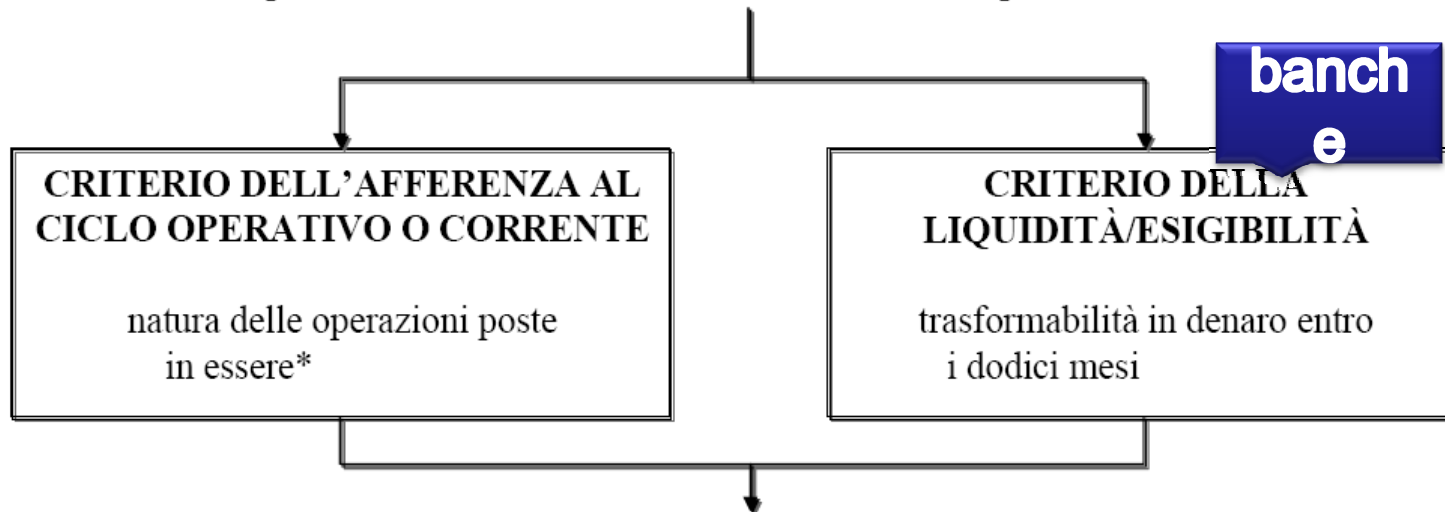 banch
e
CRITERIO DELL’AFFERENZA AL
CICLO OPERATIVO O CORRENTE
natura delle operazioni poste
in essere*
CRITERIO DELLA
LIQUIDITÀ/ESIGIBILITÀ
trasformabilità in denaro entro
i dodici mesi